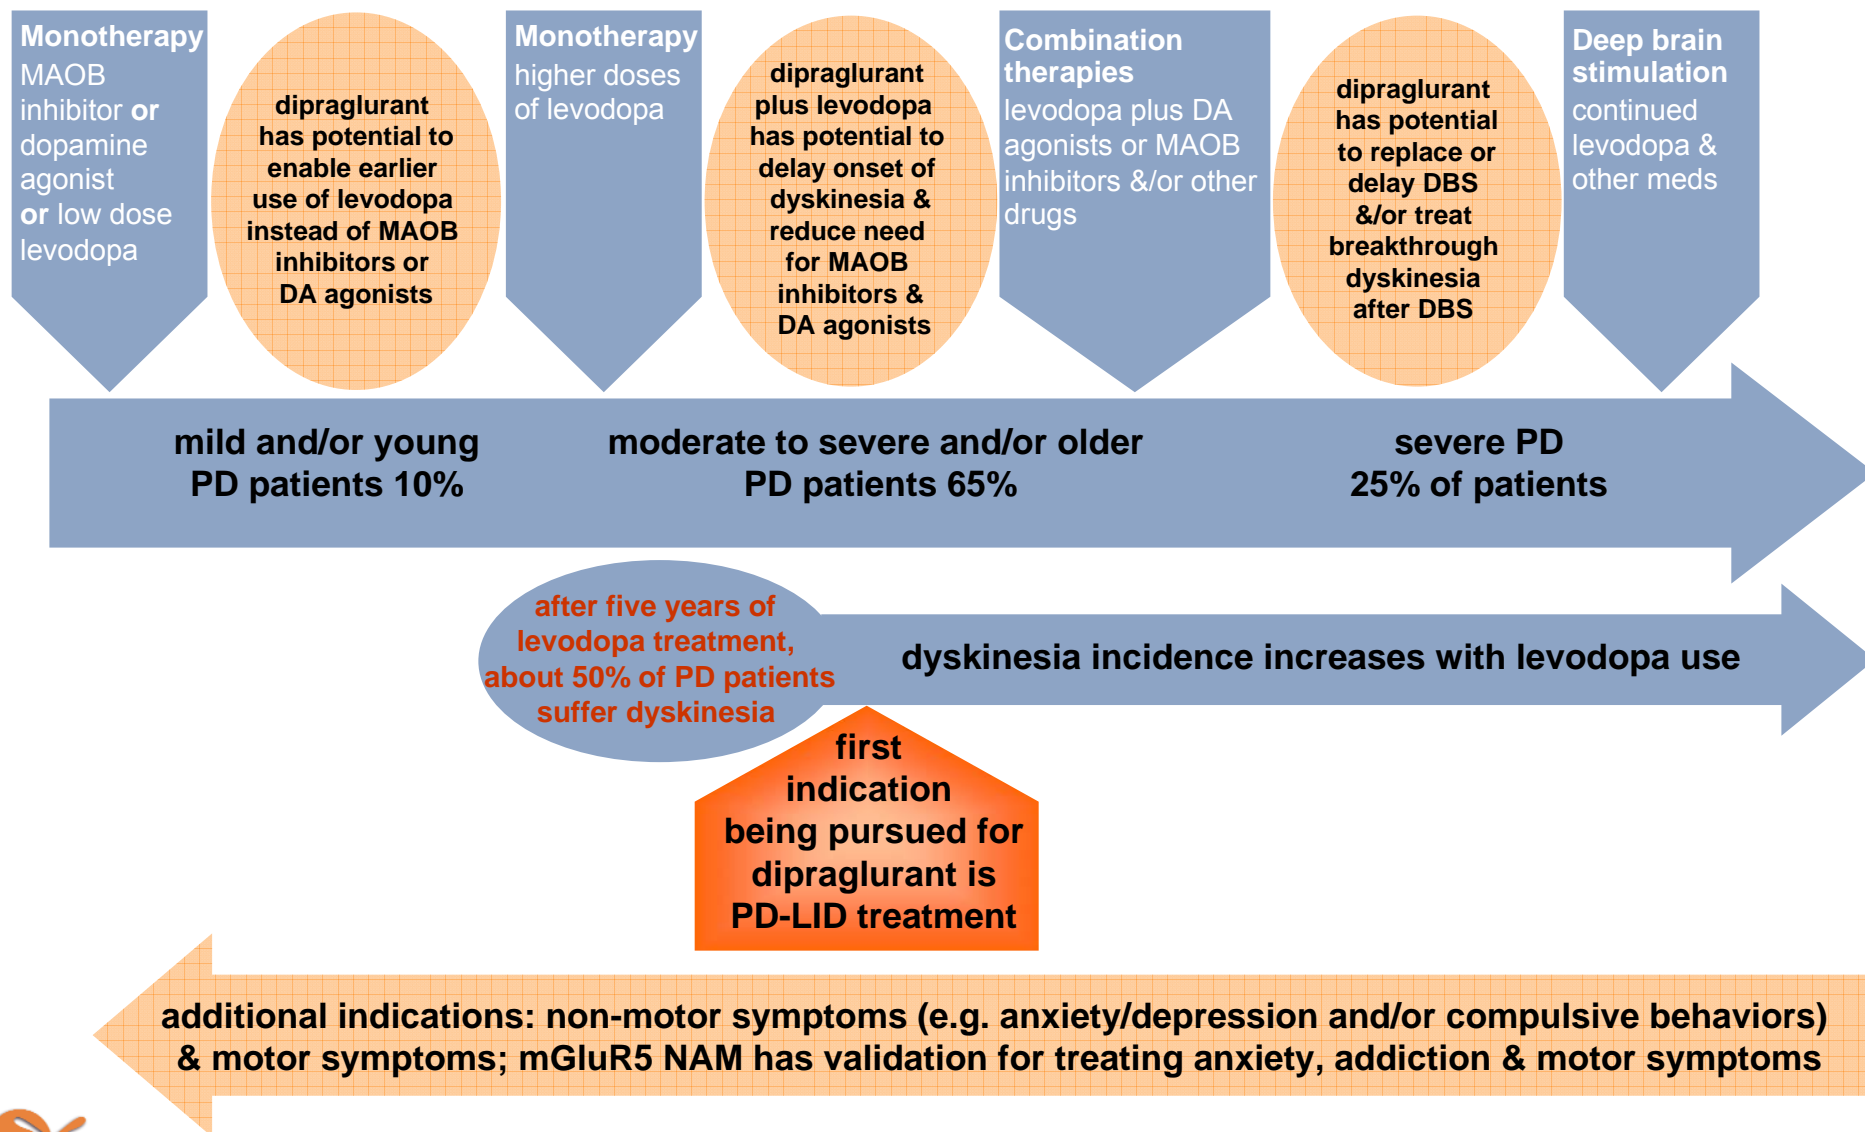 Monotherapy
MAOB
inhibitor or
dopamine
agonist
or low dose
levodopa
dipraglurant
has potential to
enable earlier
use of levodopa
instead of MAOB
inhibitors or
DA agonists
Monotherapy
higher doses
of levodopa
dipraglurant
plus levodopa
has potential to
delay onset of
dyskinesia &
reduce need
for MAOB
inhibitors &
DA agonists
Combination
therapies
levodopa plus DA
agonists or MAOB
inhibitors &/or other
drugs
dipraglurant
has potential
to replace or
delay DBS
&/or treat
breakthrough
dyskinesia
after DBS
Deep brain
stimulation
continued
levodopa &
other meds
mild and/or young
PD patients 10%
moderate to severe and/or older
PD patients 65%
severe PD
25% of patients
after five years of
levodopa treatment,
about 50% of PD patients
suffer dyskinesia
dyskinesia incidence increases with levodopa use
first
indication
being pursued for
dipraglurant is
PD-LID treatment
additional indications: non-motor symptoms (e.g. anxiety/depression and/or compulsive behaviors)
& motor symptoms; mGluR5 NAM has validation for treating anxiety, addiction & motor symptoms